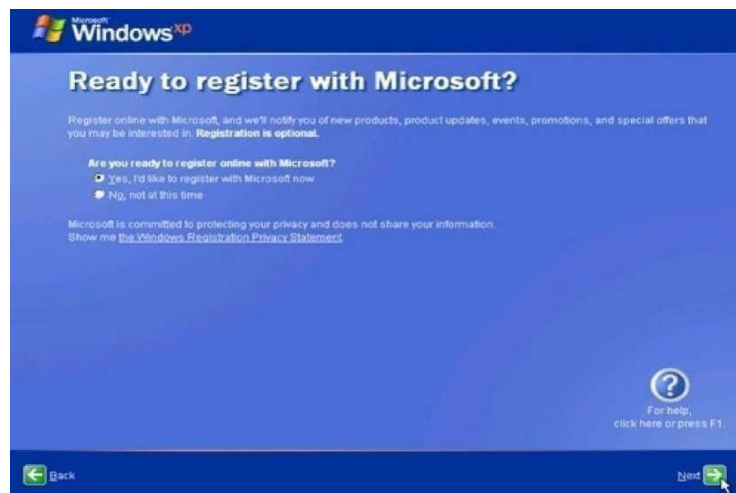 Microsoft
Windows xp
Ready to register with Microsoft?
Register online with Microsoft, and we'll notify you of new products, product updates, events, promotions, and special offers that
you may be interested in. Registration is optional.
Are you ready to register online with Microsoft?
Yes, I'd like to register with Microsoft now
No, not at this time
Microsoft is committed to protecting your privacy and does not share your information.
Show me the Windows Registration Privacy Statement.
?
For help,
click here or press F1.
Back
Next